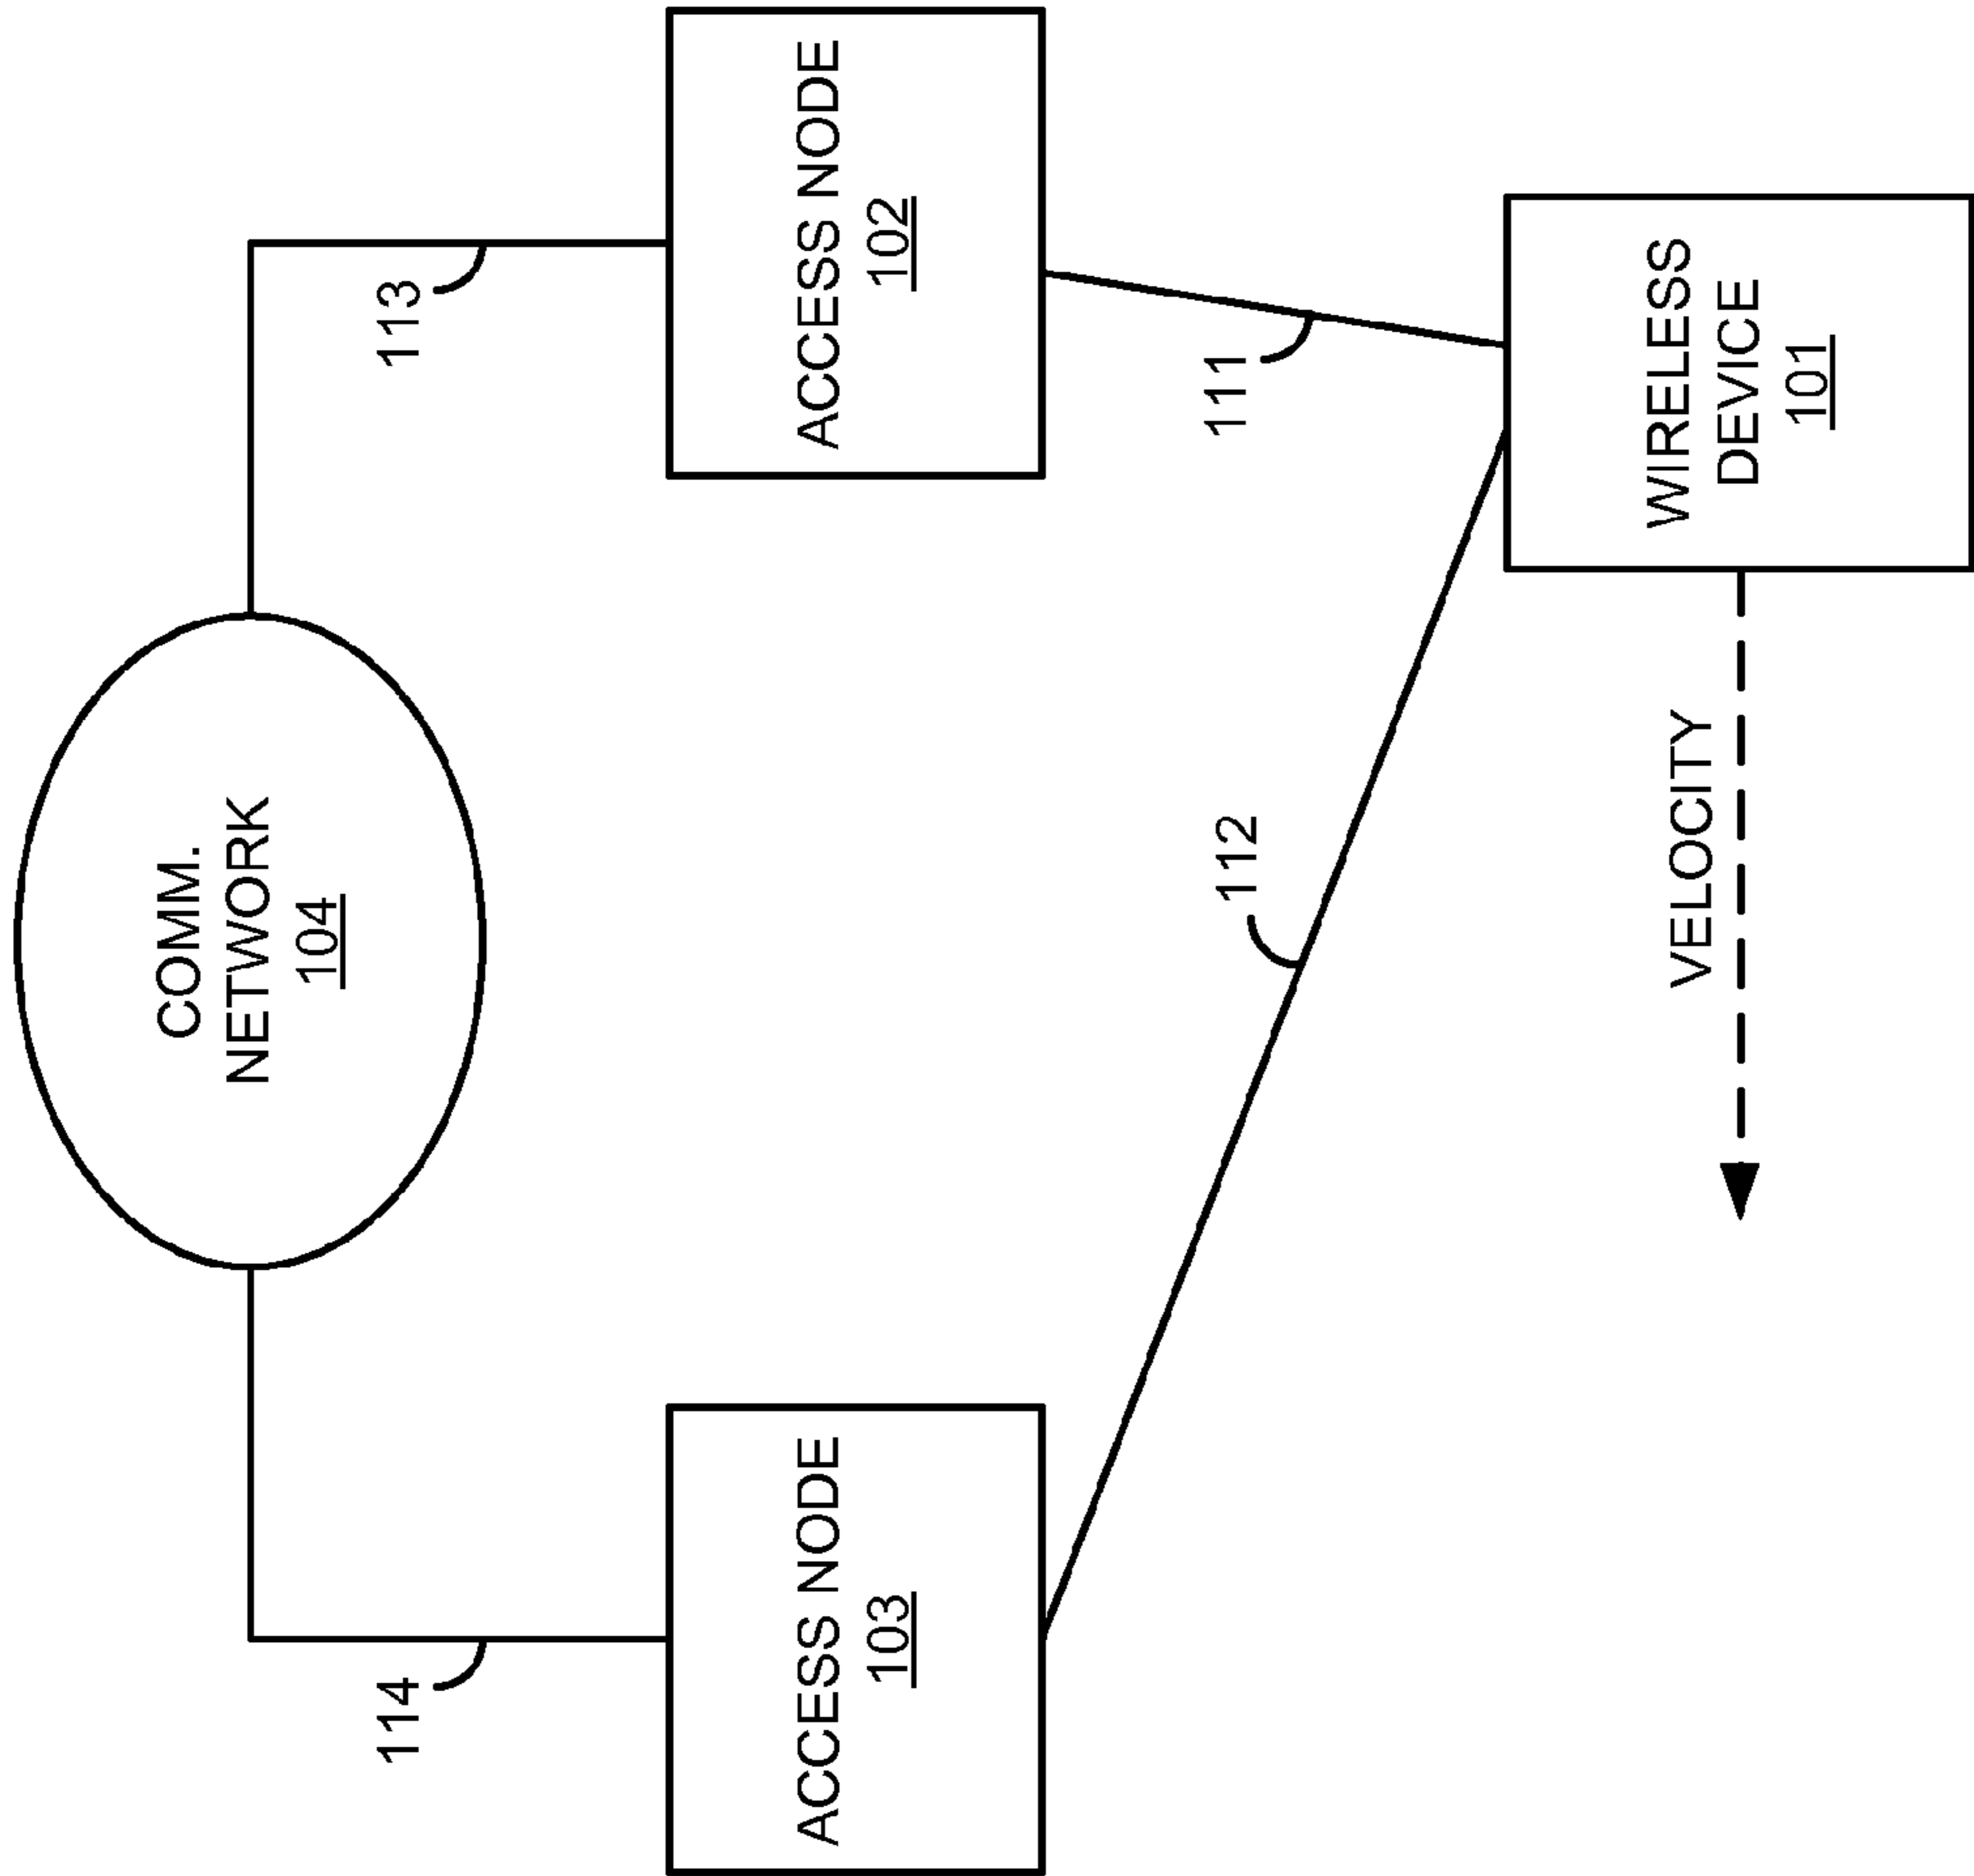 COMM.
NETWORK
104
114
113
ACCESS NODE
103
ACCESS NODE
102
112
111
VELOCITY
WIRELESS
DEVICE
101